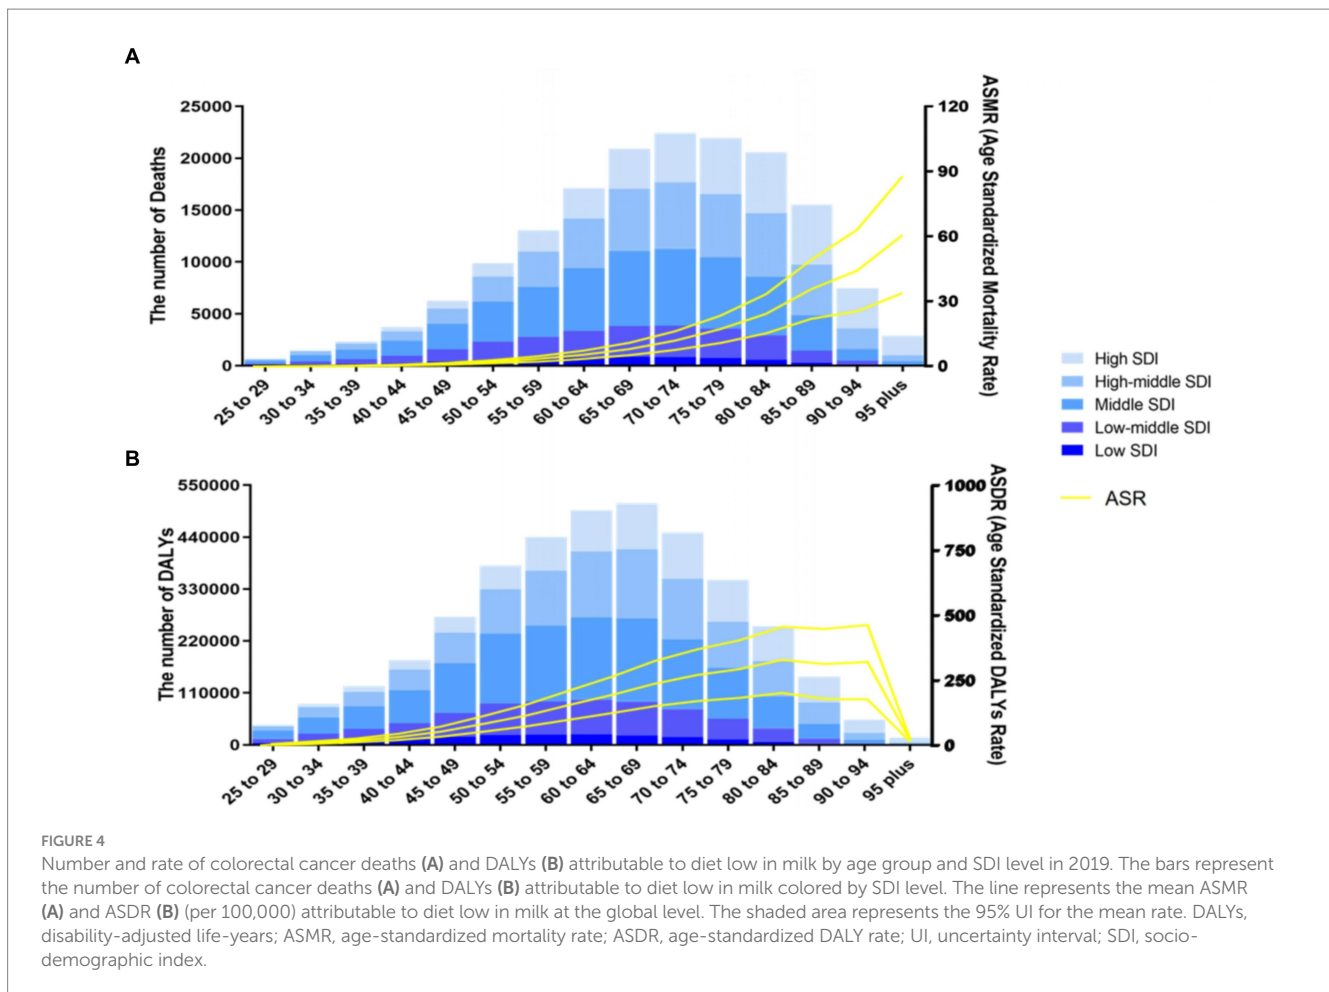 A
The number of Deaths
25000
20000
15000
10000
5000
0
120
90
60
30
0
ASMR (Age Standardized Mortality Rate)
25 to 29
30 to 34
35 to 39
40 to 44
45 to 49
50 to 54
55 to 59
60 to 64
65 to 69
70 to 74
75 to 79
80 to 84
85 to 89
90 to 94
95 plus
High SDI
High-middle SDI
Middle SDI
Low-middle SDI
Low SDI
ASR
B
The number of DALYs
550000
440000
330000
220000
110000
0
1000
750
500
250
0
ASDR (Age Standardized DALYs Rate)
25 to 29
30 to 34
35 to 39
40 to 44
45 to 49
50 to 54
55 to 59
60 to 64
65 to 69
70 to 74
75 to 79
80 to 84
85 to 89
90 to 94
95 plus
FIGURE 4
Number and rate of colorectal cancer deaths (A) and DALYs (B) attributable to diet low in milk by age group and SDI level in 2019. The bars represent
the number of colorectal cancer deaths (A) and DALYs (B) attributable to diet low in milk colored by SDI level. The line represents the mean ASMR
(A) and ASDR (B) (per 100,000) attributable to diet low in milk at the global level. The shaded area represents the 95% UI for the mean rate. DALYs,
disability-adjusted life-years; ASMR, age-standardized mortality rate; ASDR, age-standardized DALY rate; UI, uncertainty interval; SDI, socio-
demographic index.